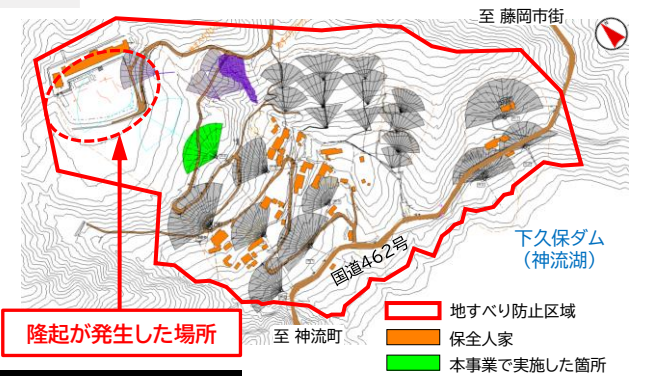 至 藤岡市街
下久保ダム
（神流湖）
国道462号
隆起が発生した場所
至 神流町
地すべり防止区域
保全人家
本事業で実施した箇所